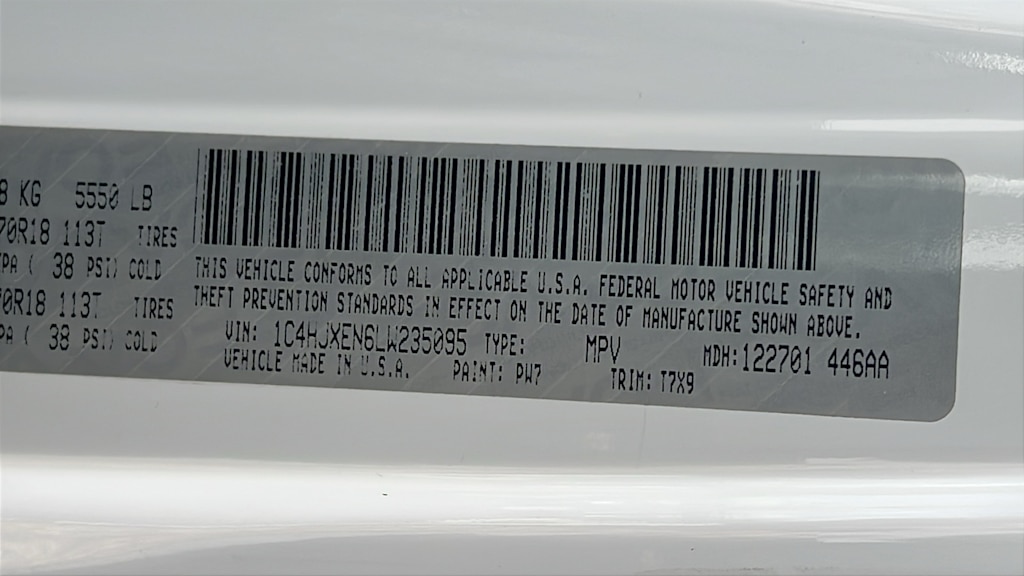 8 KG 5550 LB
70R18 113T TIRES
PA ( 38 PSI) COLD
70R18 113T TIRES
PA ( 38 PSI) COLD
THIS VEHICLE CONFORMS TO ALL APPLICABLE U.S.A. FEDERAL MOTOR VEHICLE SAFETY AND
THEFT PREVENTION STANDARDS IN EFFECT ON THE DATE OF MANUFACTURE SHOWN ABOVE.
VIN: 1C4HJXEN6LW235095 TYPE: MPV MDH:122701 446AA
VEHICLE MADE IN U.S.A. PAINT: PW7 TRIM: T7X9